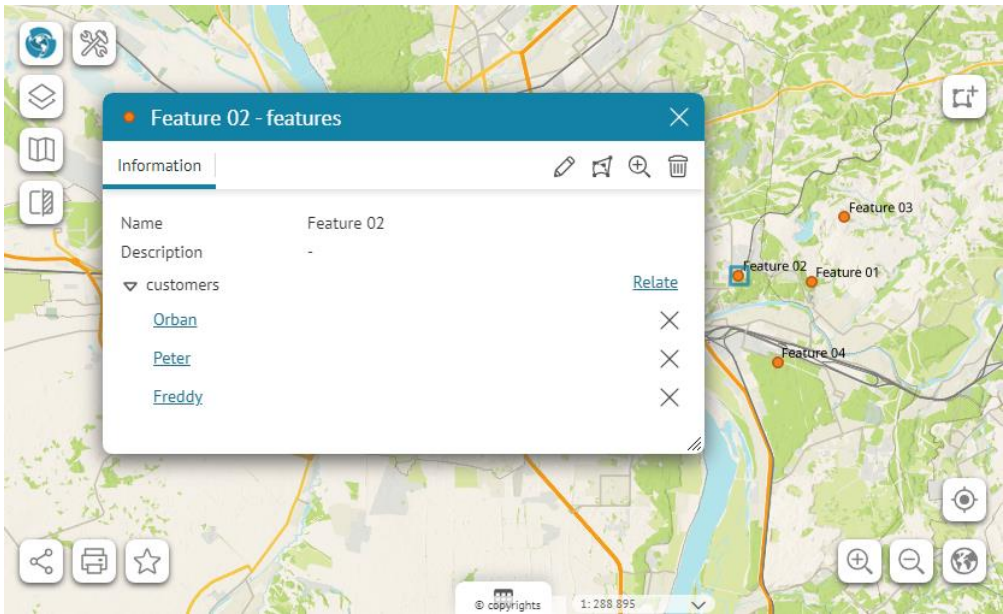 Feature 02 - features
Information
Name Feature 02
Description -
customers Relate
Orban
Peter
Freddy
Feature 03
Feature 02
Feature 01
Feature 04
© copyrights
1: 288 895